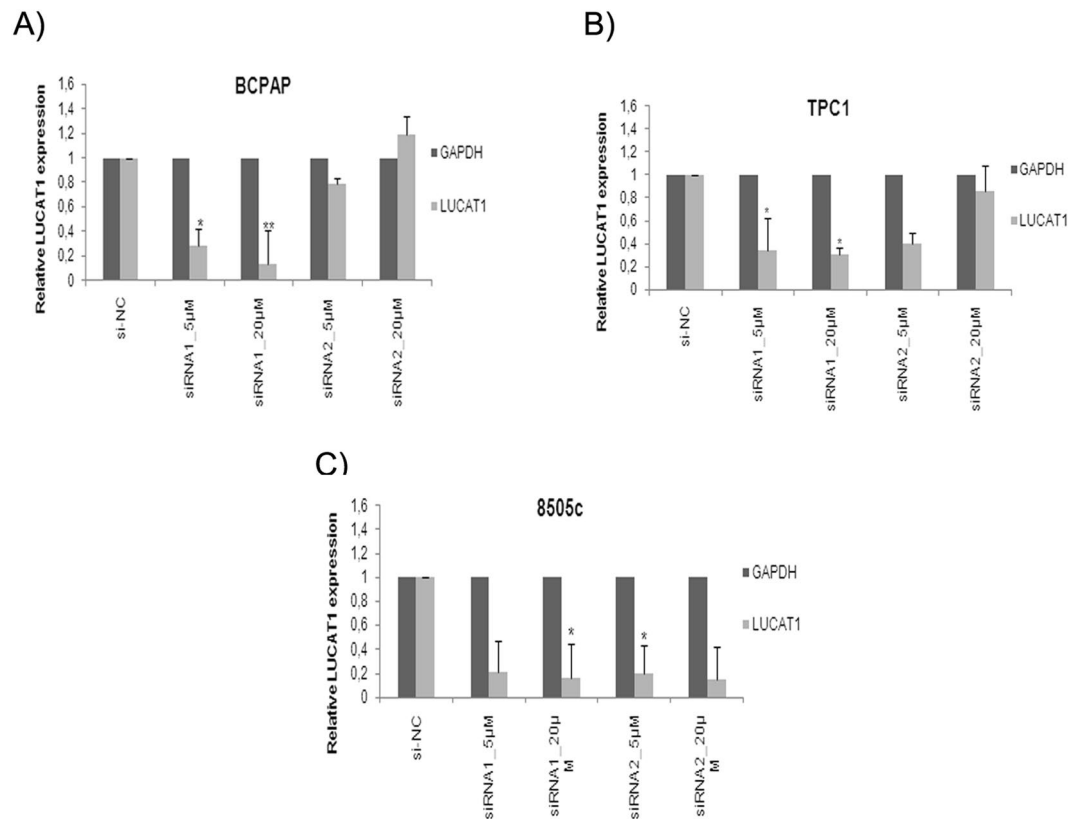 A)
BCPAP
Relative LUCAT1 expression
1,6
1,4
1,2
1
0,8
0,6
0,4
0,2
0
*
**
GAPDH
LUCAT1
si-NC
siRNA1_5µM
siRNA1_20µM
siRNA2_5µM
siRNA2_20µM
B)
TPC1
Relative LUCAT1 expression
1,6
1,4
1,2
1
0,8
0,6
0,4
0,2
0
*
*
GAPDH
LUCAT1
si-NC
siRNA1_5µM
siRNA1_20µM
siRNA2_5µM
siRNA2_20µM
C)
8505c
Relative LUCAT1 expression
1,6
1,4
1,2
1
0,8
0,6
0,4
0,2
0
*
*
GAPDH
LUCAT1
si-NC
siRNA1_5µM
siRNA1_20µ
M
siRNA2_5µM
siRNA2_20µ
M